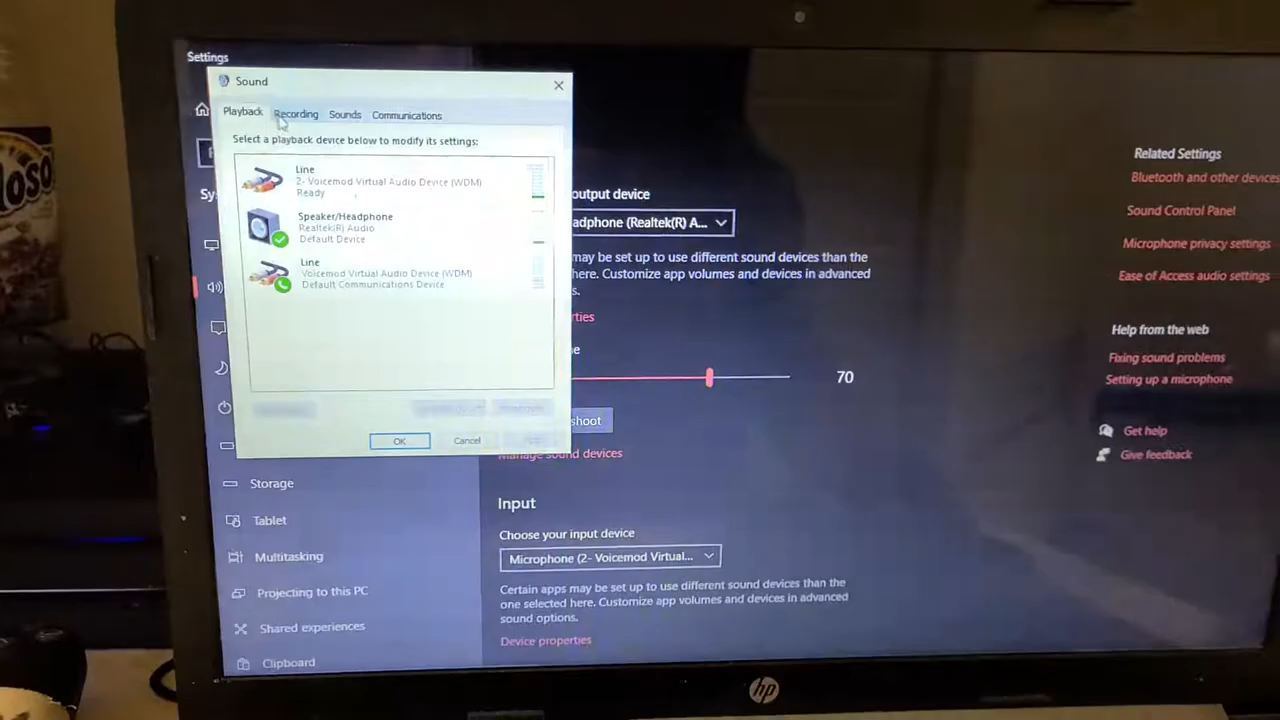 Settings
Sound
Playback
Recording
Sounds
Communications
Select a playback device below to modify its settings:
Line
2- Voicemod Virtual Audio Device (WDM)
Ready
Speaker/Headphone
Realtek(R) Audio
Default Device
Line
Voicemod Virtual Audio Device (WDM)
Default Communications Device
OK
Cancel
Sy
output device
adphone (Realtek(R) A...
may be set up to use different sound devices than the
here. Customize app volumes and devices in advanced
s.
rties
e
70
shoot
Manage sound devices
Input
Choose your input device
Microphone (2- Voicemod Virtual...
Certain apps may be set up to use different sound devices than the
one selected here. Customize app volumes and devices in advanced
sound options.
Device properties
Storage
Tablet
Multitasking
Projecting to this PC
Shared experiences
Clipboard
Related Settings
Bluetooth and other devices
Sound Control Panel
Microphone privacy settings
Ease of Access audio settings
Help from the web
Fixing sound problems
Setting up a microphone
Get help
Give feedback
hp